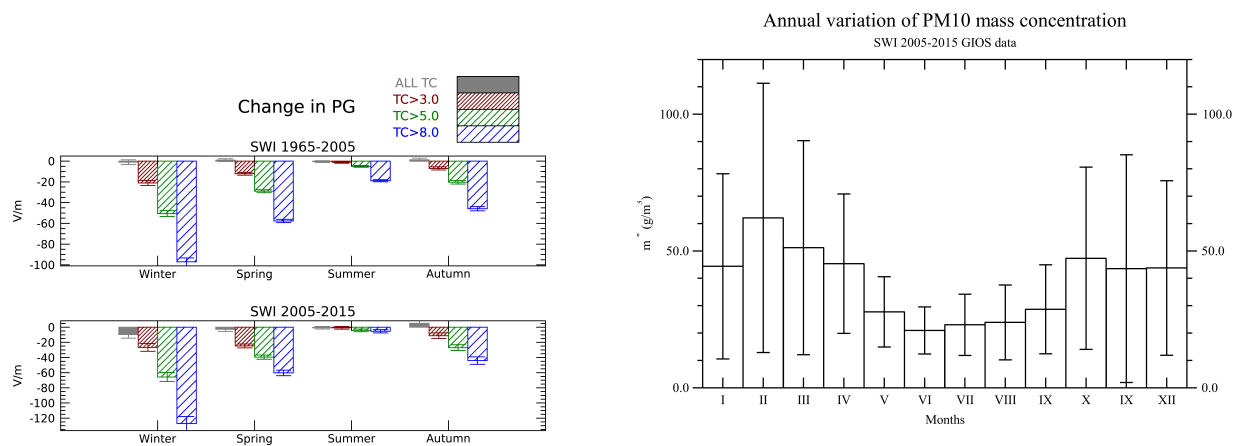 ALL TC
TC>3.0
TC>5.0
TC>8.0
Change in PG
SWI 1965-2005
0
-20
-40
-60
-80
-100
V/m
Winter Spring Summer Autumn
SWI 2005-2015
0
-20
-40
-60
-80
-100
-120
V/m
Winter Spring Summer Autumn
Annual variation of PM10 mass concentration
SWI 2005-2015 GIOS data
100.0 100.0
50.0 50.0
0.0 0.0
m * (g/m³)
I II III IV V VI VII VIII IX X IX XII
Months